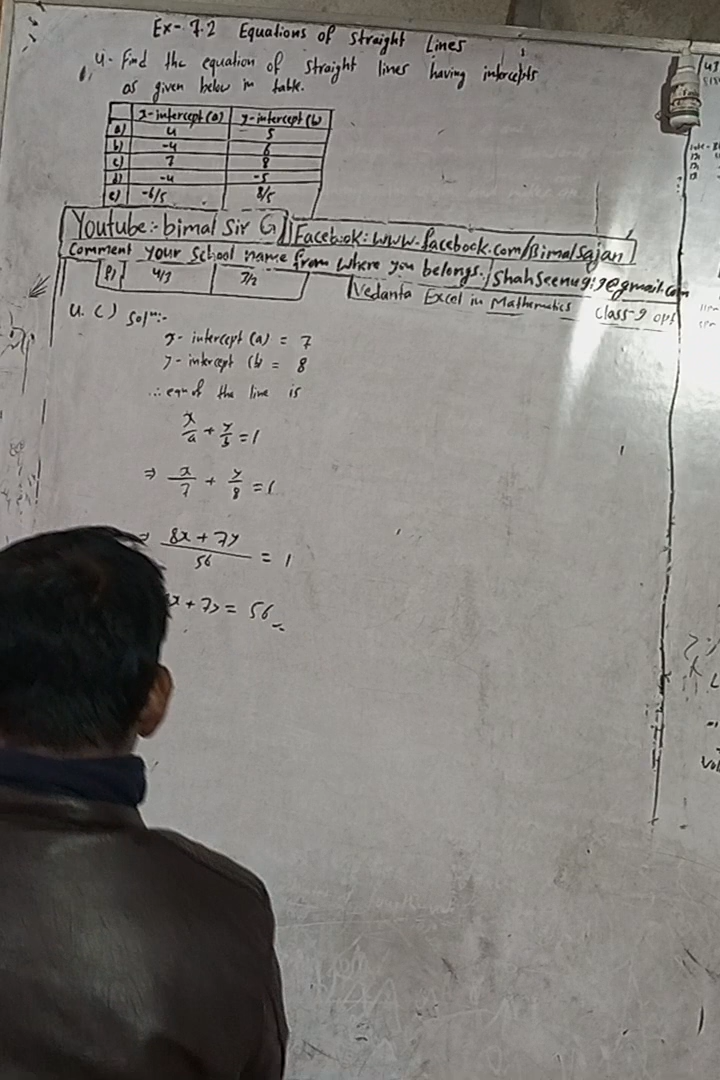 Ex-7.2 Equations of Straight Lines
4. Find the equation of straight lines having intercepts
as given below in table.
x-intercept (a) y-intercept (b)
a) 4 5
b) -4 6
c) 7 8
d) -4 -5
e) -6/5 8/5
Youtube:- bimal Sir G
Facebook: www.facebook.com/Bimalsajan
Comment your school name from where you belongs.
Shahseenu919@gmail.com
f) 4/3 7/2
Vedanta Excel in Mathematics Class-9 opt
4. c) Solⁿ:-
x-intercept (a) = 7
y-intercept (b) = 8
∴ eqn of the line is
x/a + y/b = 1
⇒ x/7 + y/8 = 1
⇒ 8x + 7y / 56 = 1
x + 7y = 56